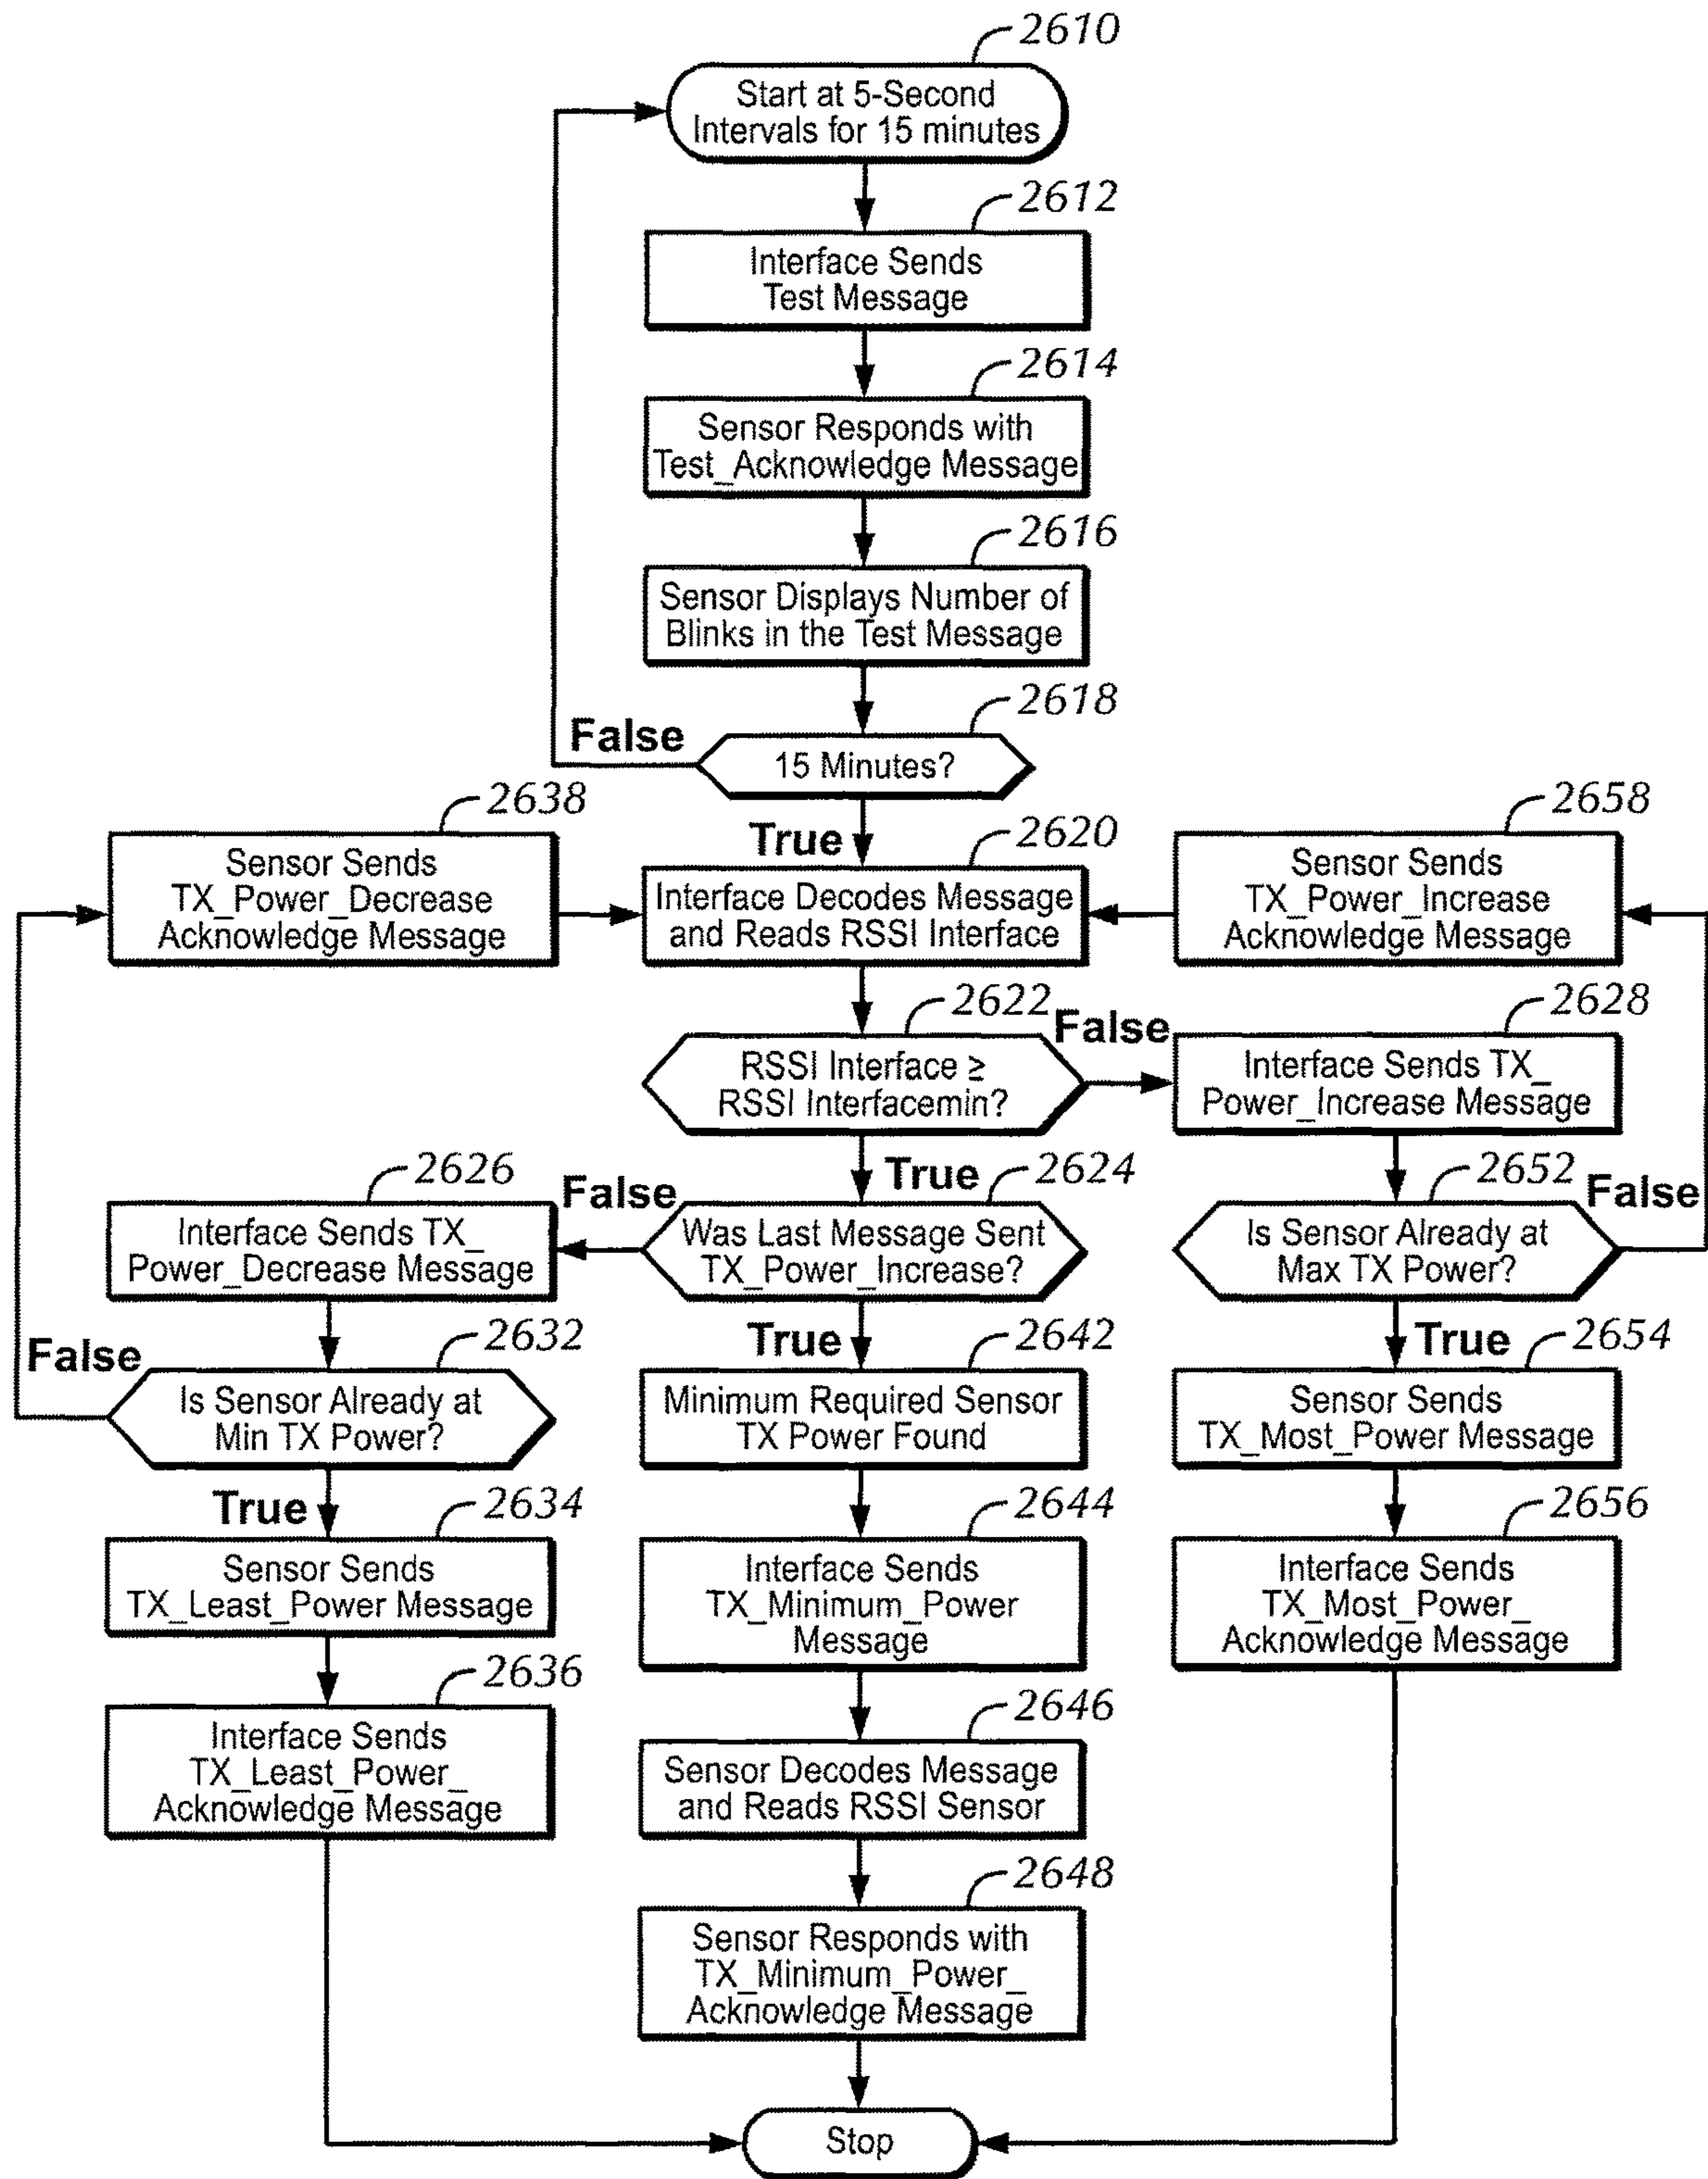 2610
Start at 5-Second
Intervals for 15 minutes
2612
Interface Sends
Test Message
2614
Sensor Responds with
Test_Acknowledge Message
2616
Sensor Displays Number of
Blinks in the Test Message
2618
False
15 Minutes?
2638
Sensor Sends
TX_Power_Decrease
Acknowledge Message
True
2620
Interface Decodes Message
and Reads RSSI Interface
2658
Sensor Sends
TX_Power_Increase
Acknowledge Message
2622
False
RSSI Interface ≥
RSSI Interfacemin?
2628
Interface Sends TX_
Power_Increase Message
2626
Interface Sends TX_
Power_Decrease Message
False
True
2624
Was Last Message Sent
TX_Power_Increase?
2652
False
Is Sensor Already at
Max TX Power?
False
2632
Is Sensor Already at
Min TX Power?
True
2642
Minimum Required Sensor
TX Power Found
True
2654
Sensor Sends
TX_Most_Power Message
True
2634
Sensor Sends
TX_Least_Power Message
2644
Interface Sends
TX_Minimum_Power
Message
2656
Interface Sends
TX_Most_Power_
Acknowledge Message
2636
Interface Sends
TX_Least_Power_
Acknowledge Message
2646
Sensor Decodes Message
and Reads RSSI Sensor
2648
Sensor Responds with
TX_Minimum_Power_
Acknowledge Message
Stop